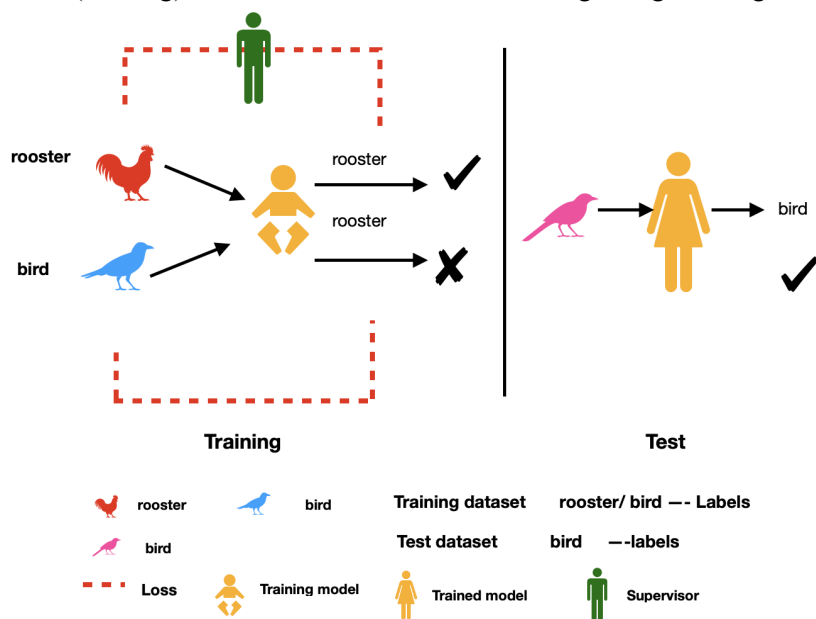 rooster
rooster
rooster
bird
bird
Training
Test
rooster
bird
Training dataset
rooster/ bird —- Labels
bird
Test dataset
bird
—-labels
Loss
Training model
Trained model
Supervisor